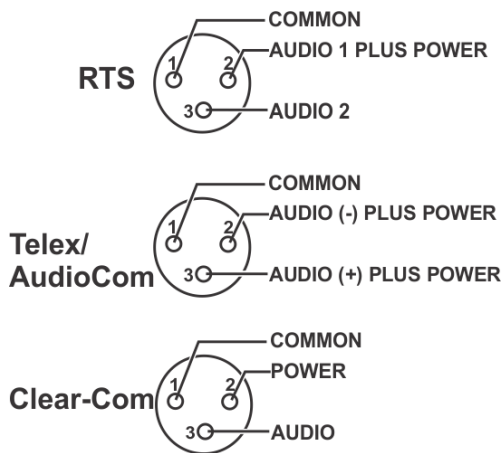 COMMON
AUDIO 1 PLUS POWER
RTS
1
2
3
AUDIO 2
COMMON
AUDIO (-) PLUS POWER
Telex/
AudioCom
1
2
3
AUDIO (+) PLUS POWER
COMMON
POWER
Clear-Com
1
2
3
AUDIO